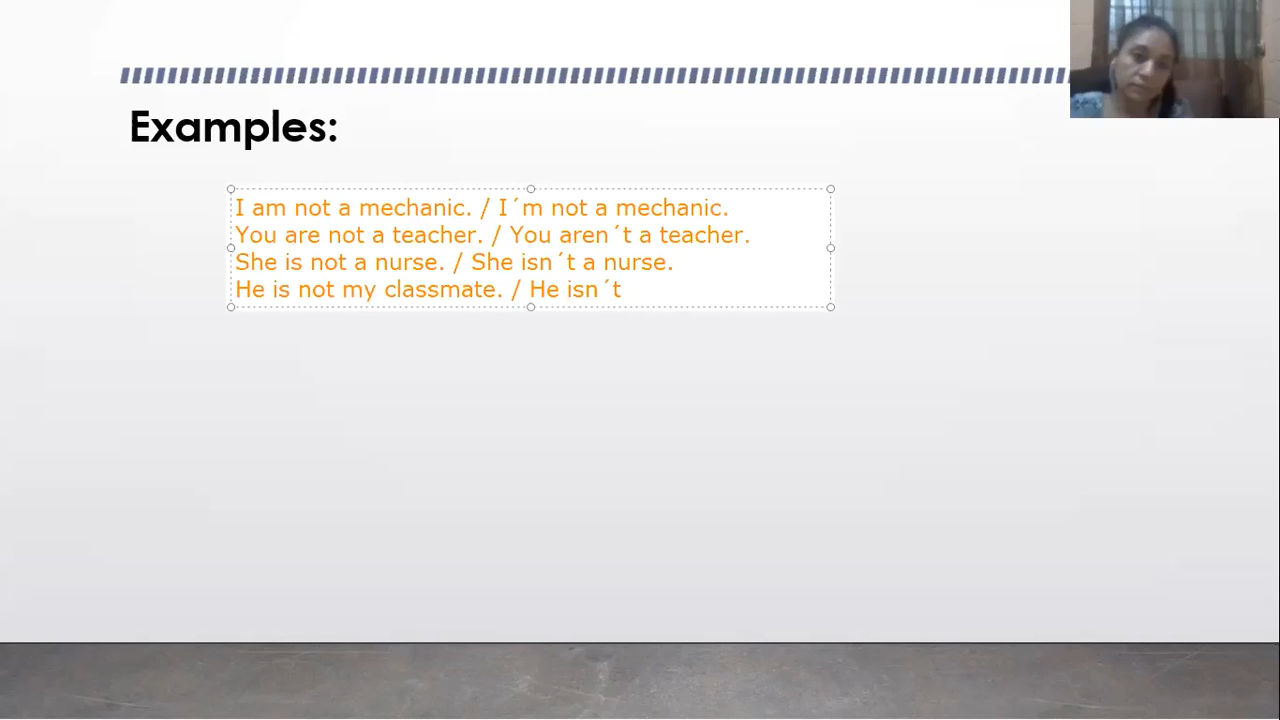 Examples:
I am not a mechanic. / I´m not a mechanic.
You are not a teacher. / You aren´t a teacher.
She is not a nurse. / She isn´t a nurse.
He is not my classmate. / He isn´t